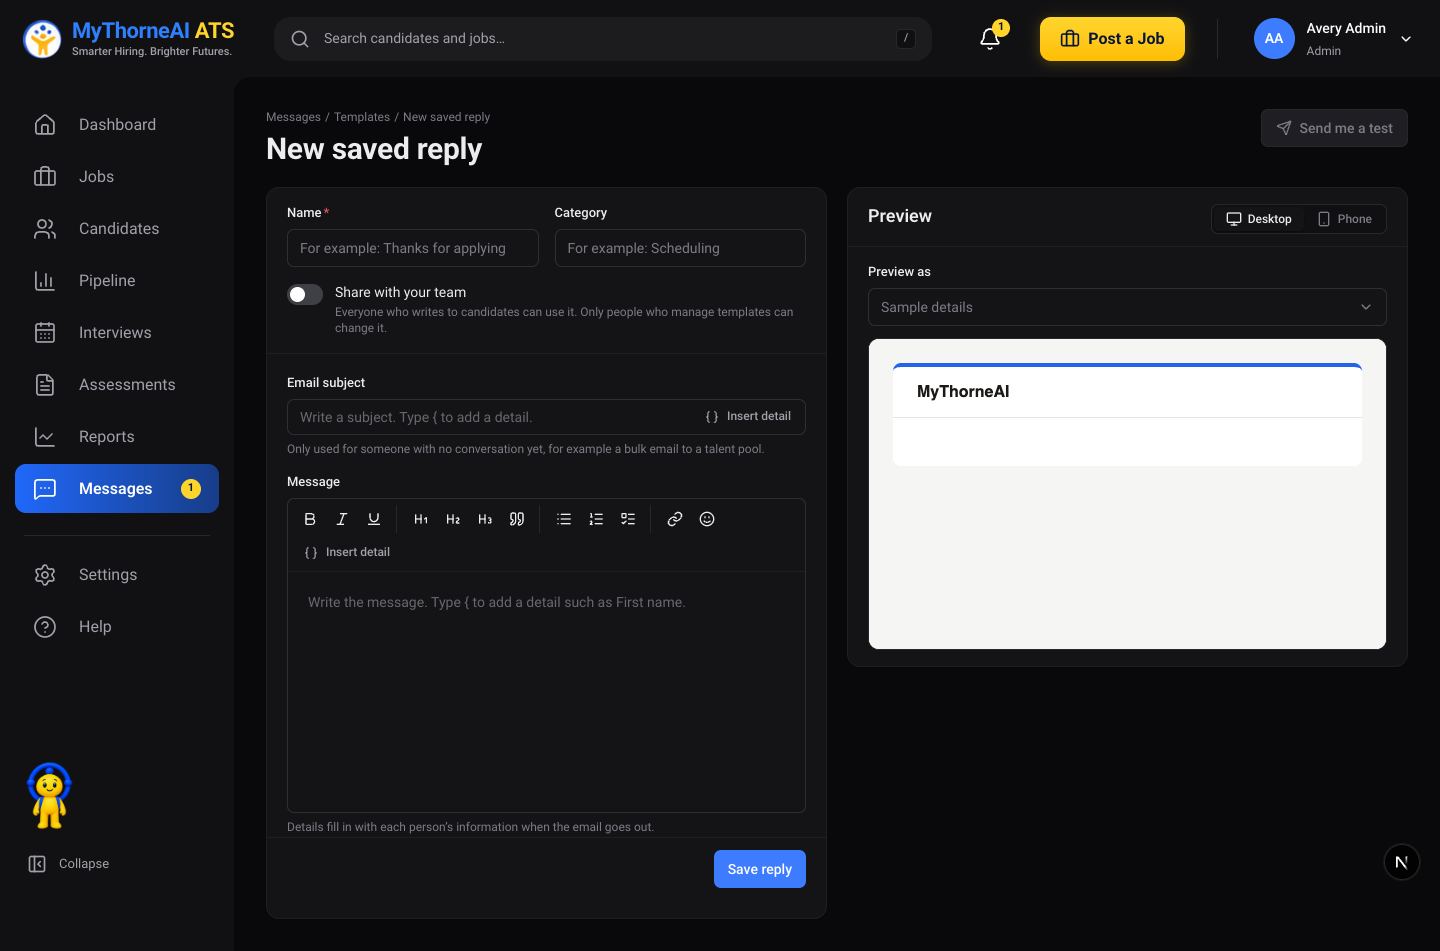 MyThorneAI ATS
Smarter Hiring. Brighter Futures.
Search candidates and jobs...
/
1
Post a Job
AA
Avery Admin
Admin
Dashboard
Jobs
Candidates
Pipeline
Interviews
Assessments
Reports
Messages
1
Settings
Help
Collapse
Messages / Templates / New saved reply
New saved reply
Send me a test
Name*
For example: Thanks for applying
Category
For example: Scheduling
Share with your team
Everyone who writes to candidates can use it. Only people who manage templates can
change it.
Email subject
Write a subject. Type { to add a detail.
{ } Insert detail
Only used for someone with no conversation yet, for example a bulk email to a talent pool.
Message
B I U H1 H2 H3
{ } Insert detail
Write the message. Type { to add a detail such as First name.
Details fill in with each person's information when the email goes out.
Save reply
Preview
Desktop
Phone
Preview as
Sample details
MyThorneAI
N